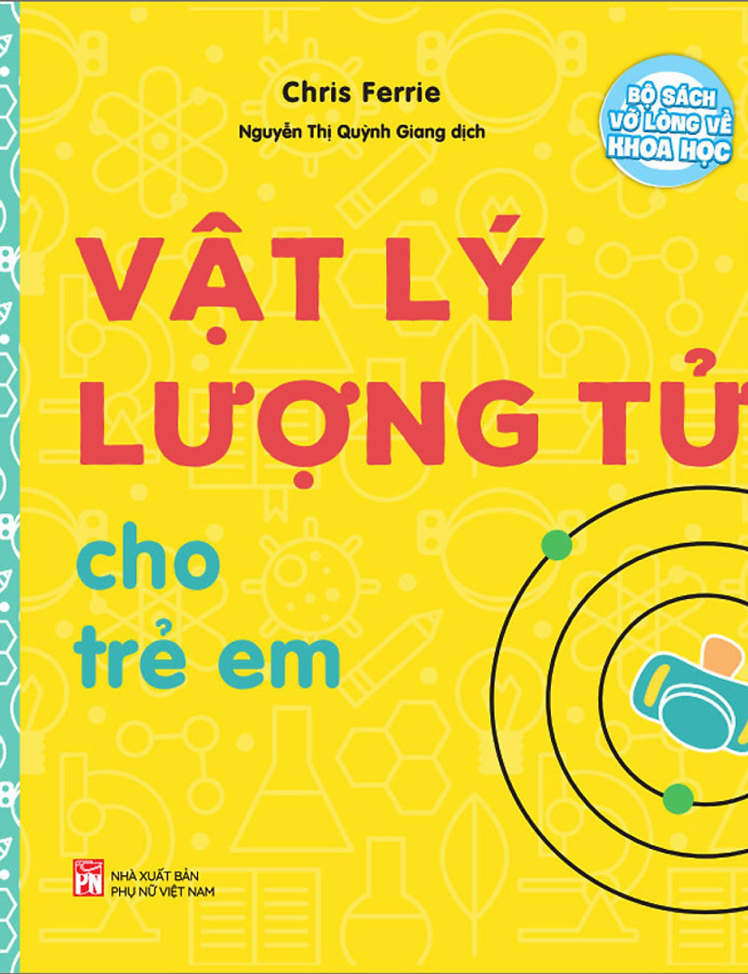 Chris Ferrie
Nguyễn Thị Quỳnh Giang dịch
BỘ SÁCH
VỠ LÒNG VỀ
KHOA HỌC
VẬT LÝ
LƯỢNG TỬ
cho
trẻ em
PN
NHÀ XUẤT BẢN
PHỤ NỮ VIỆT NAM